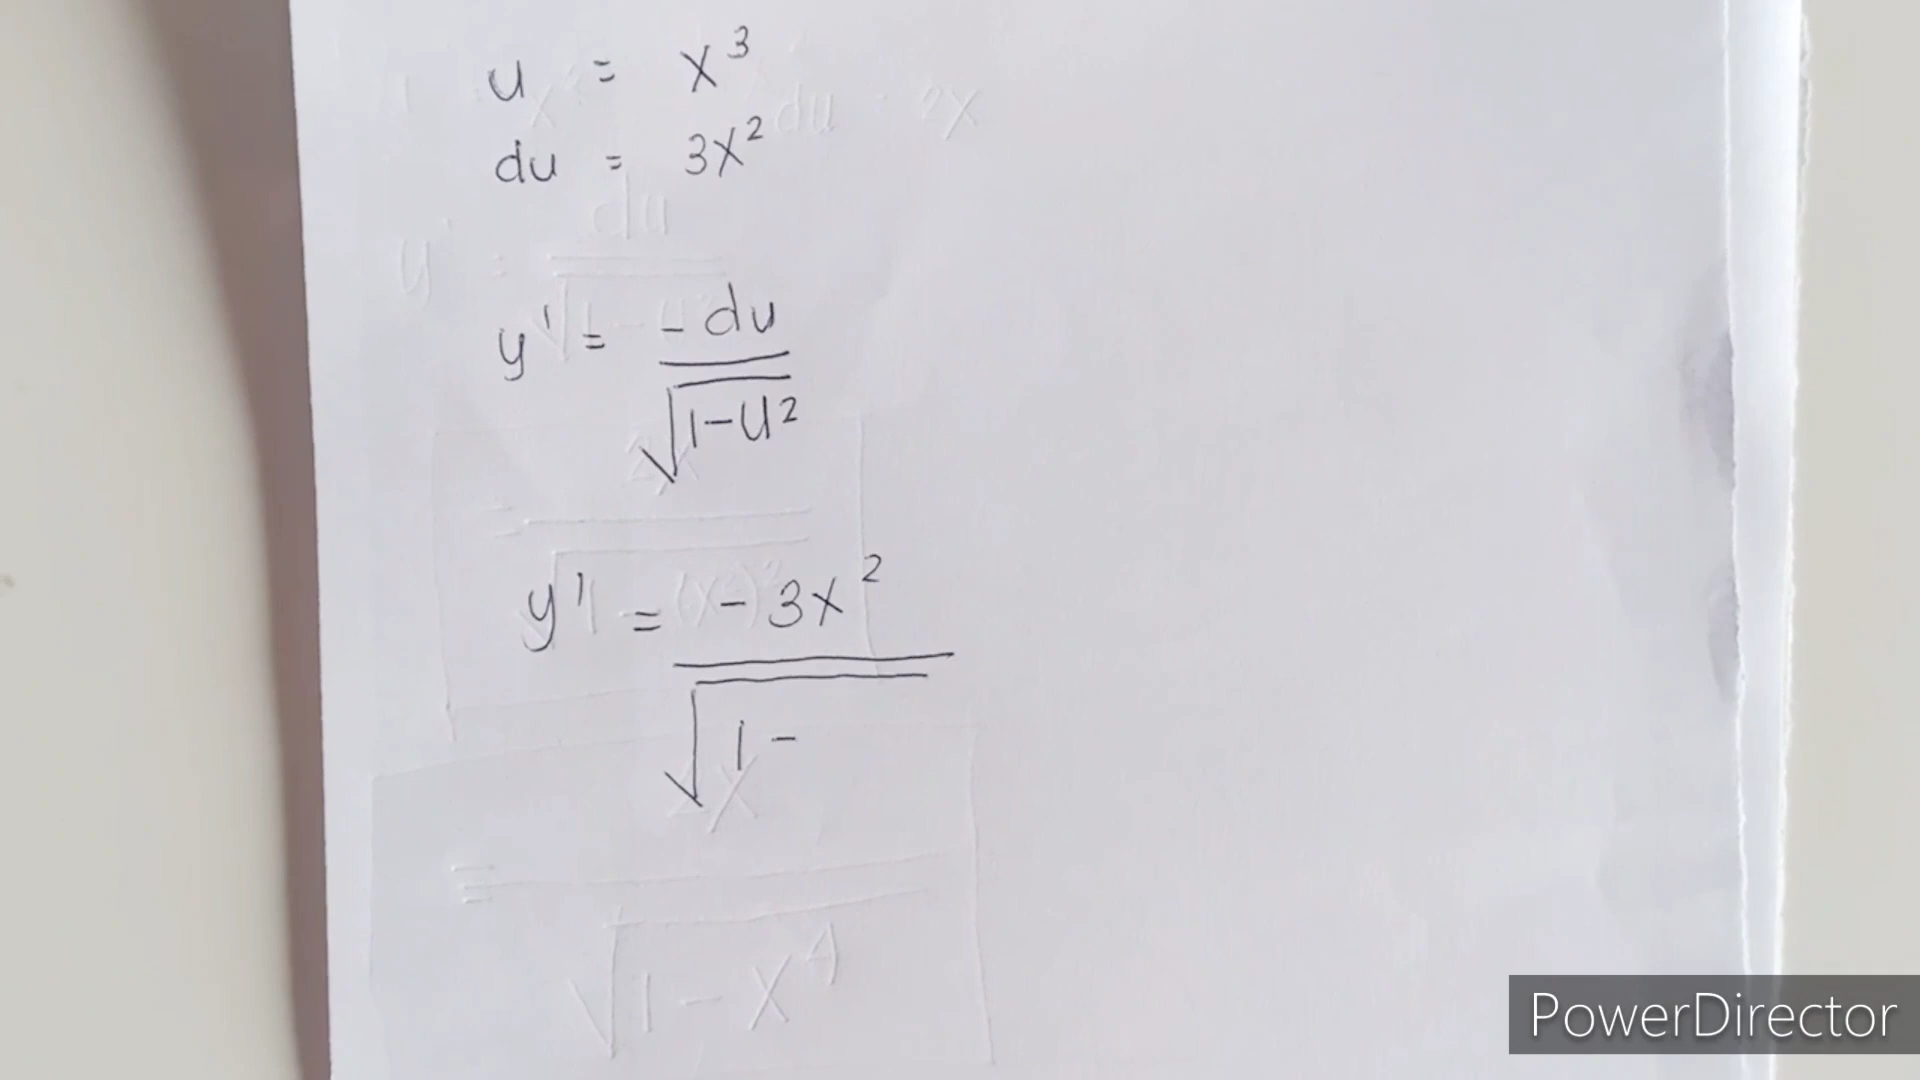 u = x³
du = 3x²
y' = -du
√1-u²
y' = -3x²
√1-
PowerDirector